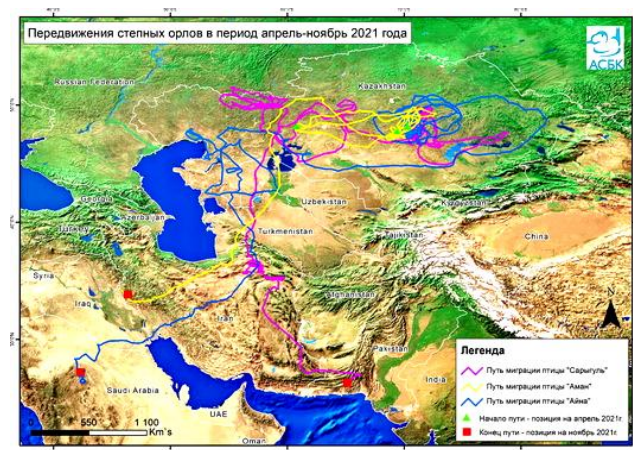 Передвижения степных орлов в период апрель-ноябрь 2021 года
АСБК
Russian Federation
Kazakhstan
Georgia
Azerbaijan
Turkey
Uzbekistan
Kyrgyzstan
Turkmenistan
Tajikistan
China
Syria
Iraq
Iran
Afghanistan
Pakistan
India
Saudi Arabia
UAE
Oman
N
0 550 1 100
Km's
Легенда
Путь миграции птицы "Сарыгуль"
Путь миграции птицы "Аман"
Путь миграции птицы "Айна"
Начало пути - позиция на апрель 2021г.
Конец пути - позиция на ноябрь 2021г.